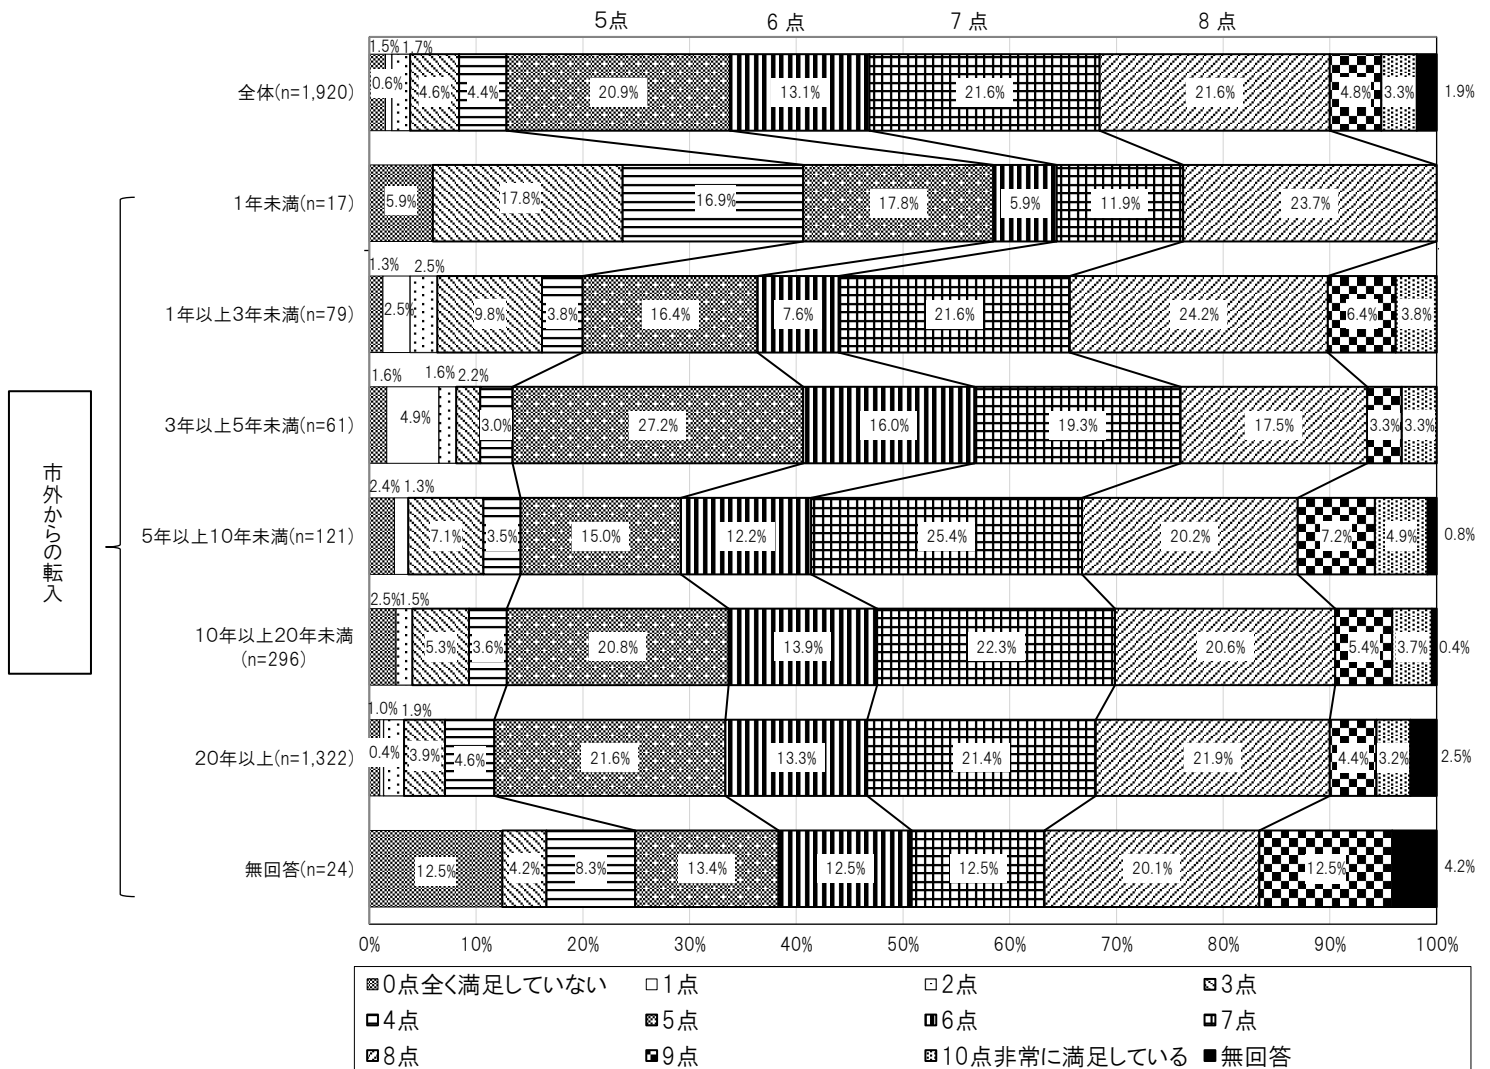 5点 6点 7点 8点
1.5% 1.7%
全体(n=1,920) 0.6% 4.6% 4.4% 20.9% 13.1% 21.6% 21.6% 4.8% 3.3% 1.9%
1年未満(n=17) 5.9% 17.8% 16.9% 17.8% 5.9% 11.9% 23.7%
1.3% 2.5%
1年以上3年未満(n=79) 2.5% 9.8% 3.8% 16.4% 7.6% 21.6% 24.2% 6.4% 3.8%
1.6% 1.6% 2.2%
3年以上5年未満(n=61) 4.9% 3.0% 27.2% 16.0% 19.3% 17.5% 3.3% 3.3%
2.4% 1.3%
5年以上10年未満(n=121) 7.1% 3.5% 15.0% 12.2% 25.4% 20.2% 7.2% 4.9% 0.8%
2.5% 1.5%
10年以上20年未満
(n=296) 5.3% 3.6% 20.8% 13.9% 22.3% 20.6% 5.4% 3.7% 0.4%
1.0% 1.9%
20年以上(n=1,322) 0.4% 3.9% 4.6% 21.6% 13.3% 21.4% 21.9% 4.4% 3.2% 2.5%
無回答(n=24) 12.5% 4.2% 8.3% 13.4% 12.5% 12.5% 20.1% 12.5% 4.2%
市外からの転入
0% 10% 20% 30% 40% 50% 60% 70% 80% 90% 100%
0点全く満足していない 1点 2点 3点
4点 5点 6点 7点
8点 9点 10点非常に満足している 無回答